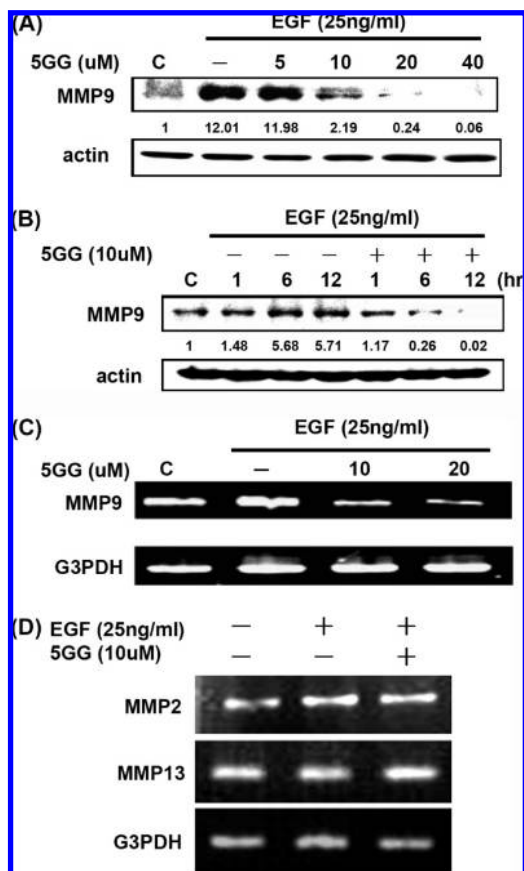 (A)
EGF (25ng/ml)
5GG (uM) C — 5 10 20 40
MMP9
1 12.01 11.98 2.19 0.24 0.06
actin
(B)
EGF (25ng/ml)
5GG (10uM) — — — + + +
C 1 6 12 1 6 12 (hr
MMP9
1 1.48 5.68 5.71 1.17 0.26 0.02
actin
(C)
EGF (25ng/ml)
5GG (uM) C — 10 20
MMP9
G3PDH
(D) EGF (25ng/ml) — + +
5GG (10uM) — — +
MMP2
MMP13
G3PDH